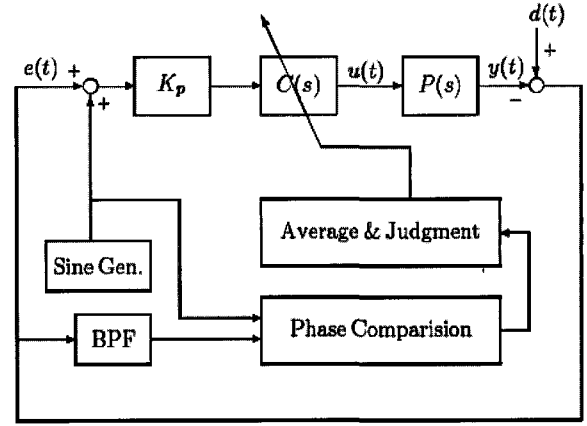 d(t)
e(t) + u(t) y(t) +
K_p C(s) P(s)
+ −
Average & Judgment
Sine Gen.
Phase Comparision
BPF